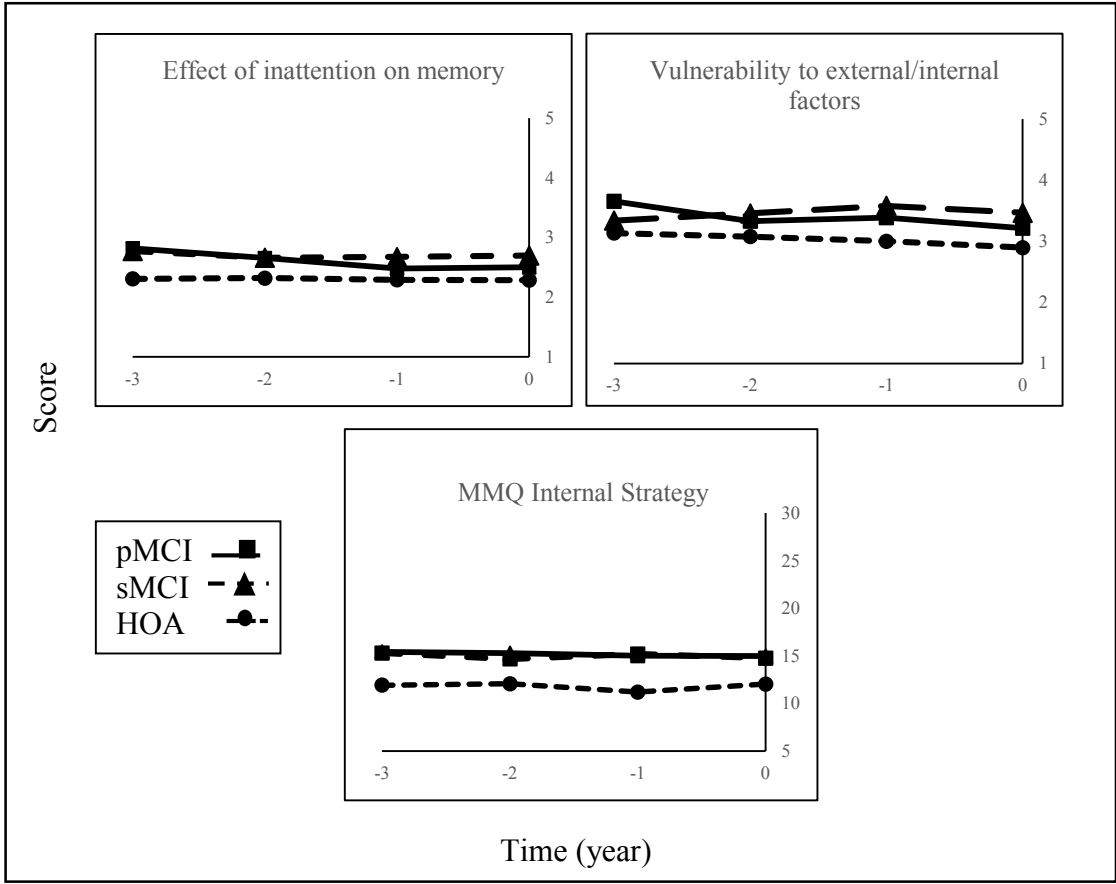 Effect of inattention on memory
5
4
3
2
1
-3 -2 -1 0
Vulnerability to external/internal
factors
5
4
3
2
1
-3 -2 -1 0
Score
MMQ Internal Strategy
30
25
20
15
10
5
-3 -2 -1 0
pMCI
sMCI
HOA
Time (year)